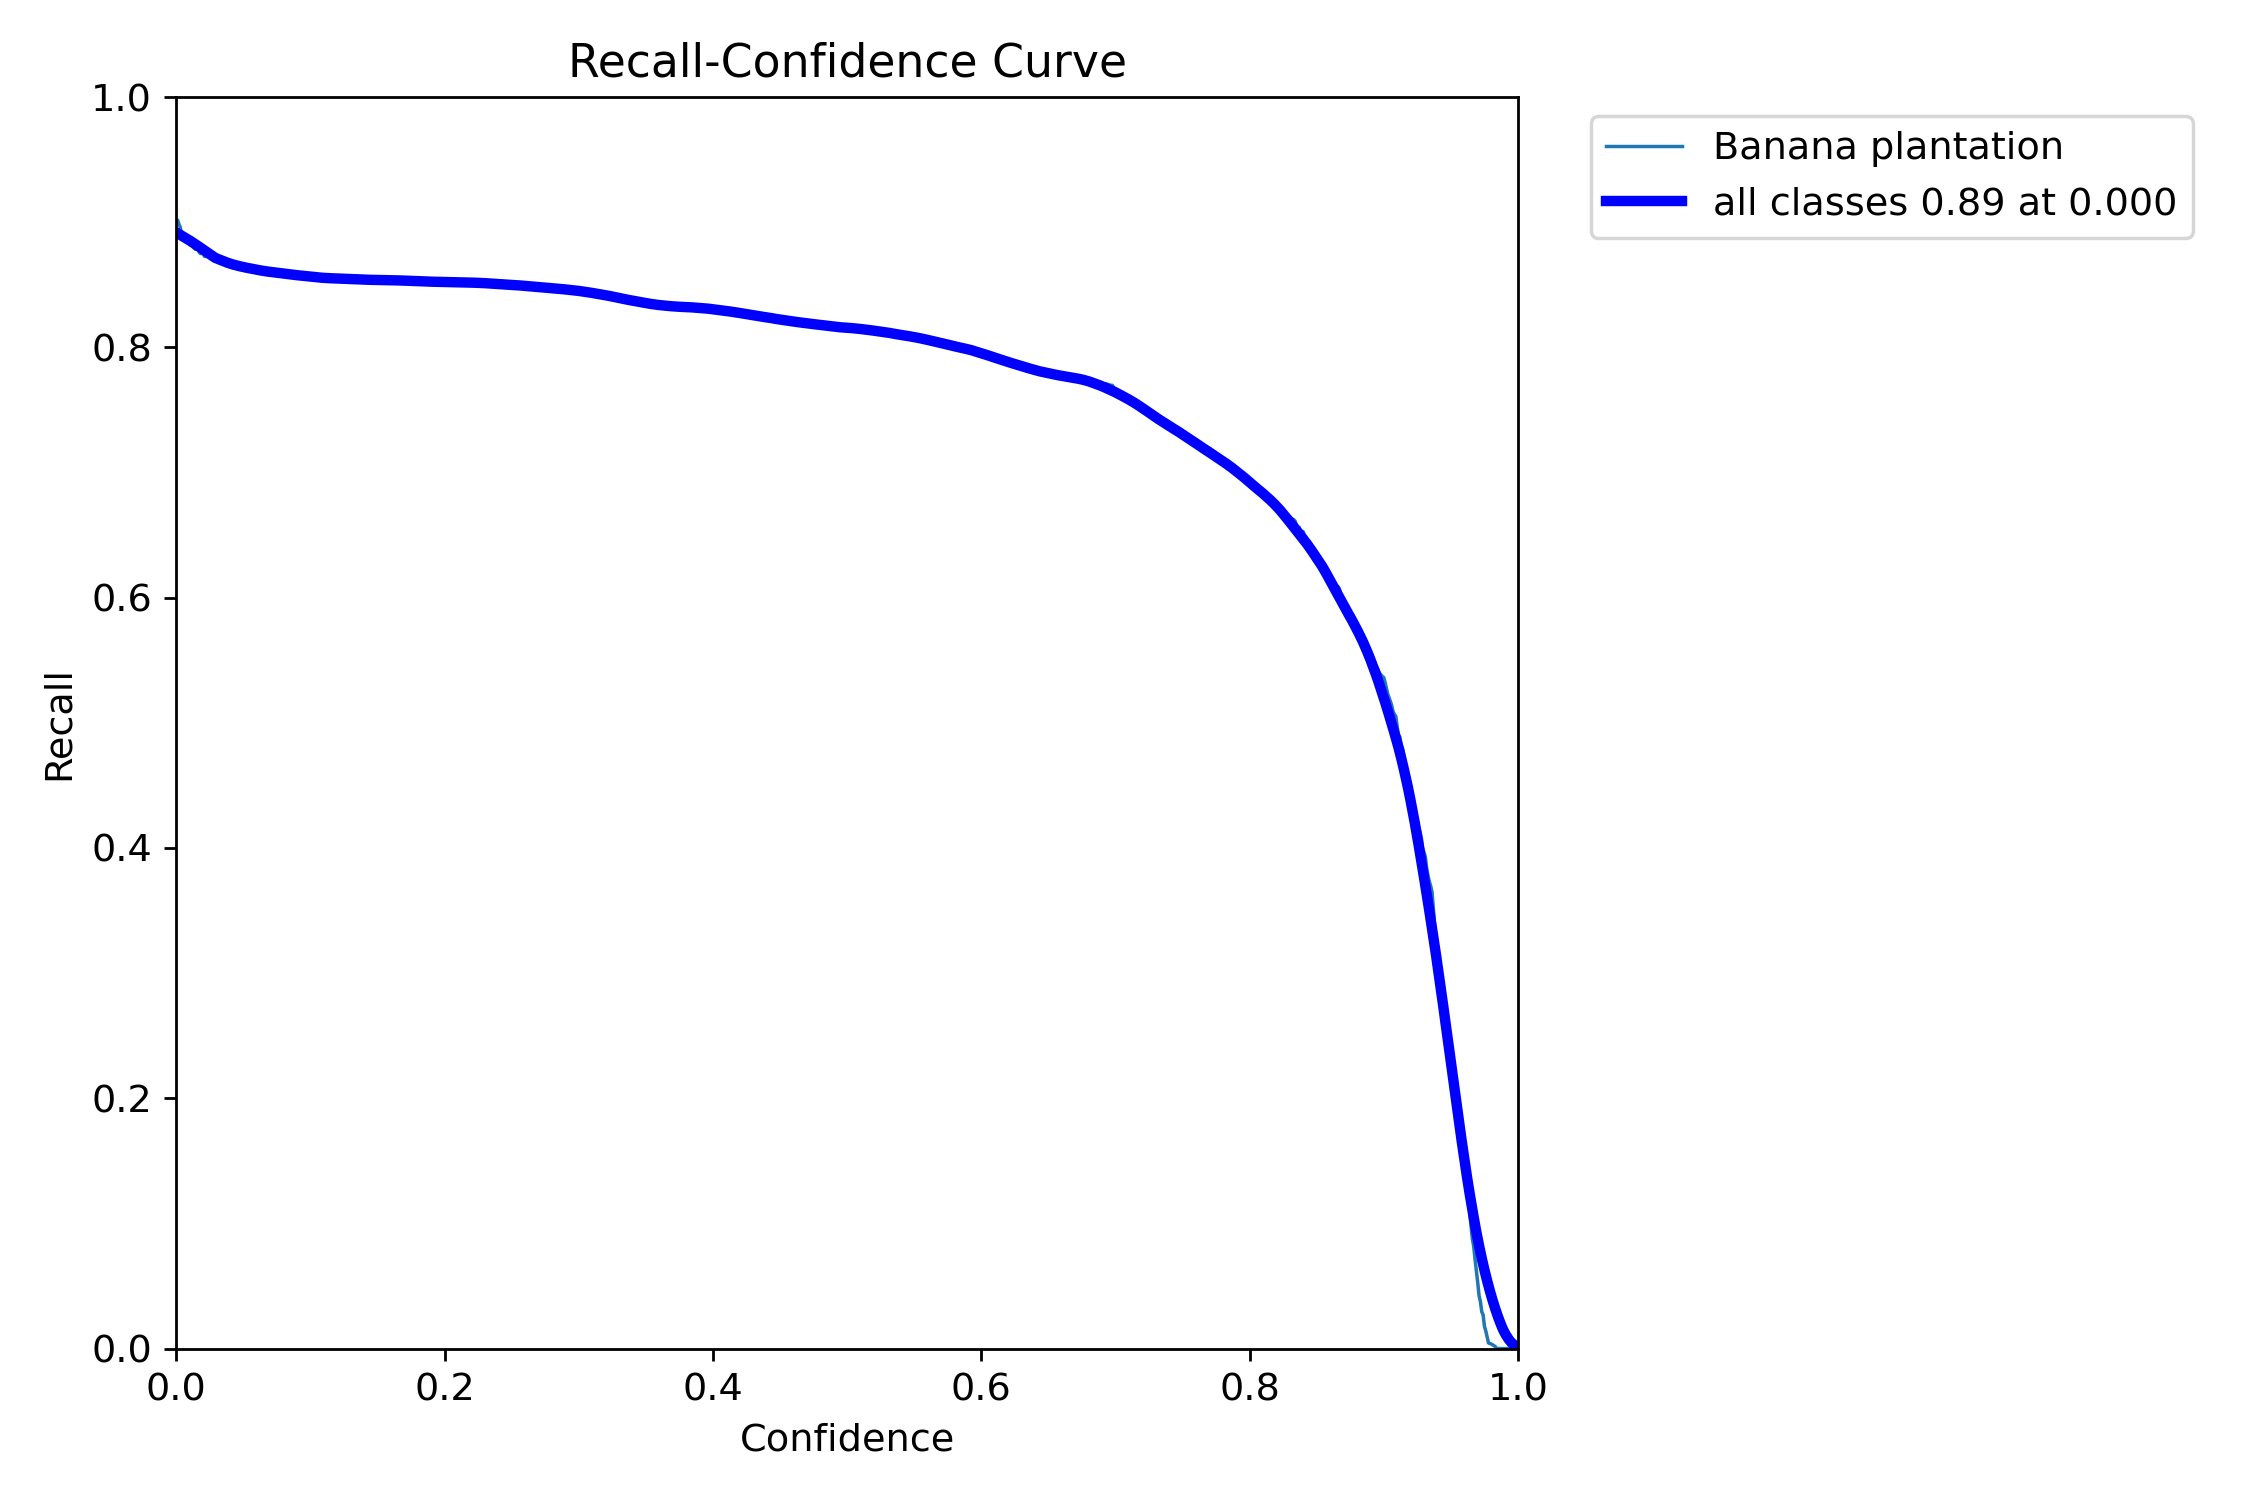 Recall-Confidence Curve
Banana plantation
all classes 0.89 at 0.000
1.0
0.8
0.6
0.4
0.2
0.0
Recall
0.0 0.2 0.4 0.6 0.8 1.0
Confidence